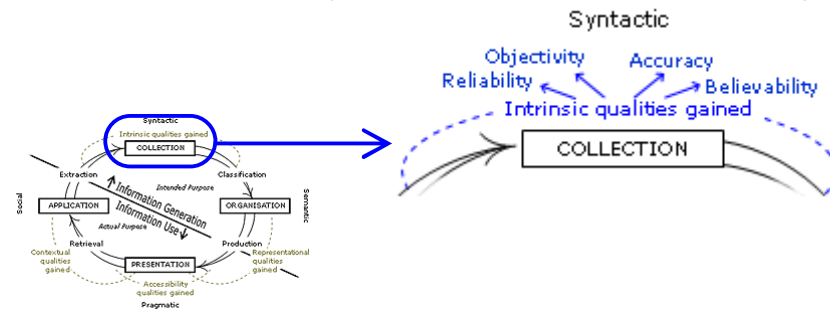 Syntactic
Intrinsic qualities gained
COLLECTION
Extraction
Classification
Intended Purpose
Information Generation
Social
APPLICATION
ORGANISATION
Semantic
Information Use
Actual Purpose
Retrieval
Production
Contextual
qualities
gained
PRESENTATION
Representational
qualities
gained
Accessibility
qualities gained
Pragmatic
Syntactic
Objectivity
Accuracy
Reliability
Believability
Intrinsic qualities gained
COLLECTION